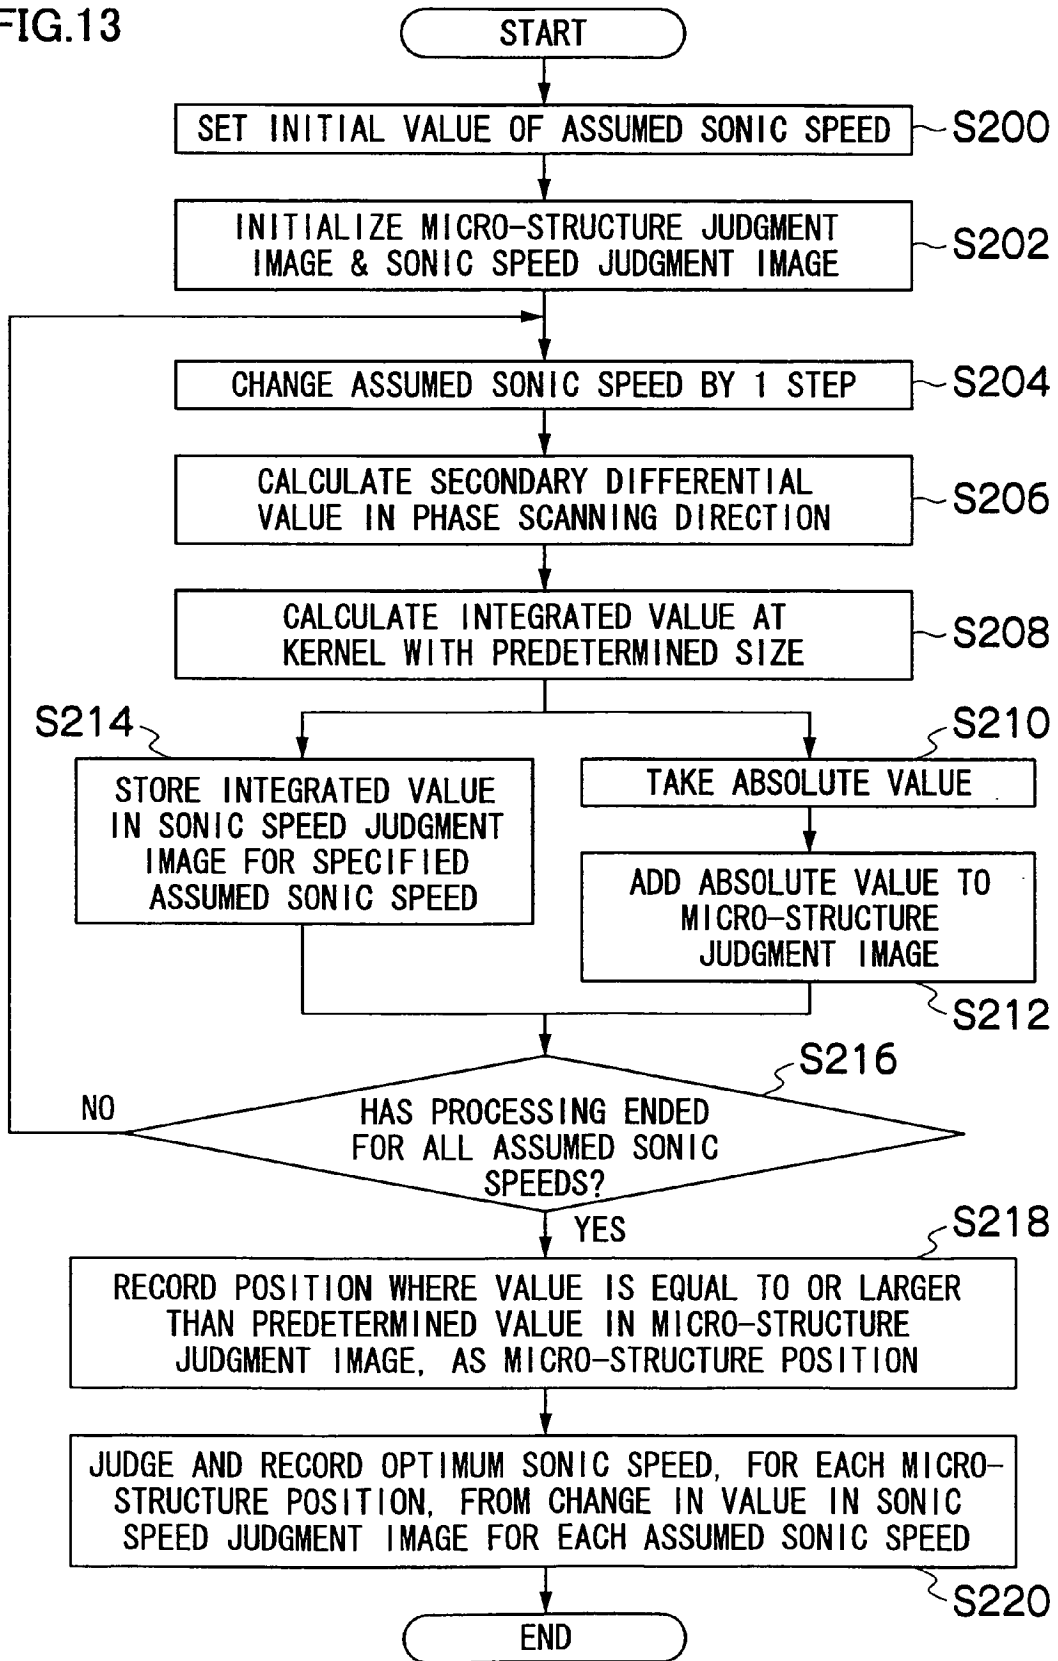 FIG.13
START
SET INITIAL VALUE OF ASSUMED SONIC SPEED
S200
INITIALIZE MICRO-STRUCTURE JUDGMENT
IMAGE & SONIC SPEED JUDGMENT IMAGE
S202
CHANGE ASSUMED SONIC SPEED BY 1 STEP
S204
CALCULATE SECONDARY DIFFERENTIAL
VALUE IN PHASE SCANNING DIRECTION
S206
CALCULATE INTEGRATED VALUE AT
KERNEL WITH PREDETERMINED SIZE
S208
S214
STORE INTEGRATED VALUE
IN SONIC SPEED JUDGMENT
IMAGE FOR SPECIFIED
ASSUMED SONIC SPEED
S210
TAKE ABSOLUTE VALUE
ADD ABSOLUTE VALUE TO
MICRO-STRUCTURE
JUDGMENT IMAGE
S212
S216
HAS PROCESSING ENDED
FOR ALL ASSUMED SONIC
SPEEDS?
NO
YES
S218
RECORD POSITION WHERE VALUE IS EQUAL TO OR LARGER
THAN PREDETERMINED VALUE IN MICRO-STRUCTURE
JUDGMENT IMAGE, AS MICRO-STRUCTURE POSITION
JUDGE AND RECORD OPTIMUM SONIC SPEED, FOR EACH MICRO-
STRUCTURE POSITION, FROM CHANGE IN VALUE IN SONIC
SPEED JUDGMENT IMAGE FOR EACH ASSUMED SONIC SPEED
S220
END